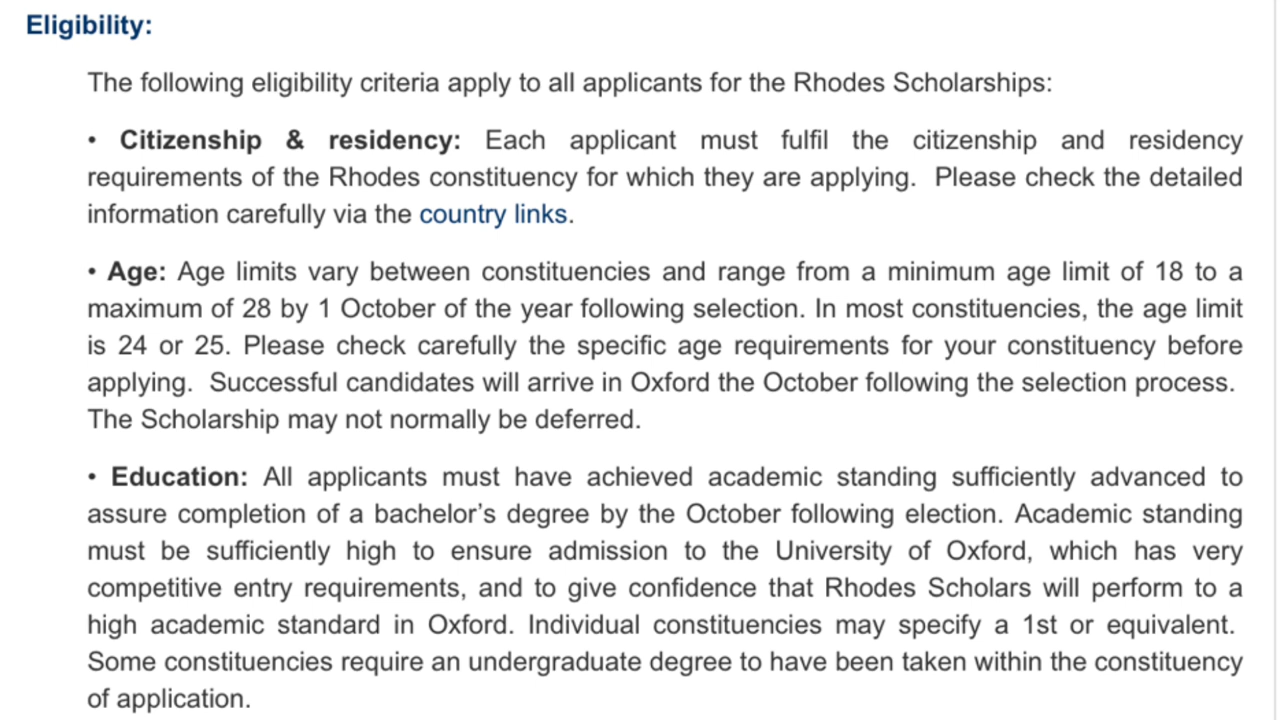 Eligibility:
The following eligibility criteria apply to all applicants for the Rhodes Scholarships:
• Citizenship & residency: Each applicant must fulfil the citizenship and residency
requirements of the Rhodes constituency for which they are applying.  Please check the detailed
information carefully via the country links.
• Age: Age limits vary between constituencies and range from a minimum age limit of 18 to a
maximum of 28 by 1 October of the year following selection. In most constituencies, the age limit
is 24 or 25. Please check carefully the specific age requirements for your constituency before
applying.  Successful candidates will arrive in Oxford the October following the selection process.
The Scholarship may not normally be deferred.
• Education: All applicants must have achieved academic standing sufficiently advanced to
assure completion of a bachelor’s degree by the October following election. Academic standing
must be sufficiently high to ensure admission to the University of Oxford, which has very
competitive entry requirements, and to give confidence that Rhodes Scholars will perform to a
high academic standard in Oxford. Individual constituencies may specify a 1st or equivalent.
Some constituencies require an undergraduate degree to have been taken within the constituency
of application.